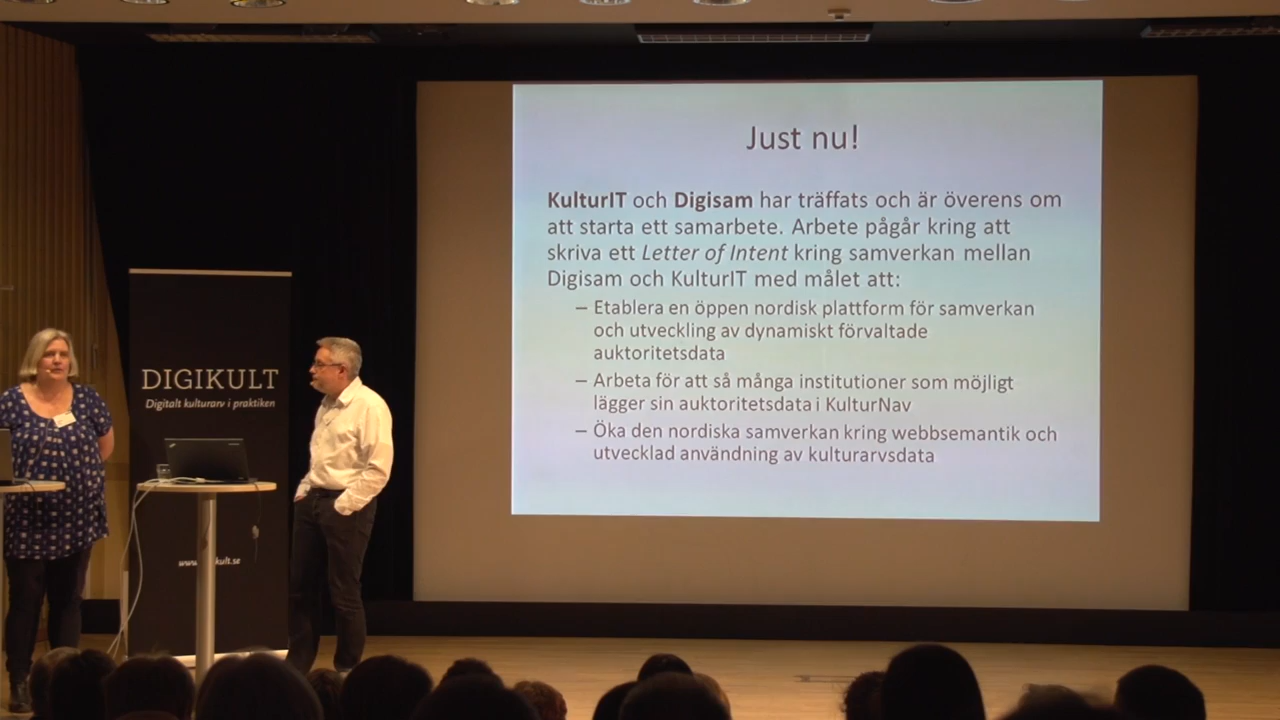 Just nu!
KulturIT och Digisam har träffats och är överens om
att starta ett samarbete. Arbete pågår kring att
skriva ett Letter of Intent kring samverkan mellan
Digisam och KulturIT med målet att:
– Etablera en öppen nordisk plattform för samverkan
och utveckling av dynamiskt förvaltade
auktoritetsdata
– Arbeta för att så många institutioner som möjligt
lägger sin auktoritetsdata i KulturNav
– Öka den nordiska samverkan kring webbsemantik och
utvecklad användning av kulturarvsdata
DIGIKULT
Digitalt kulturarv i praktiken